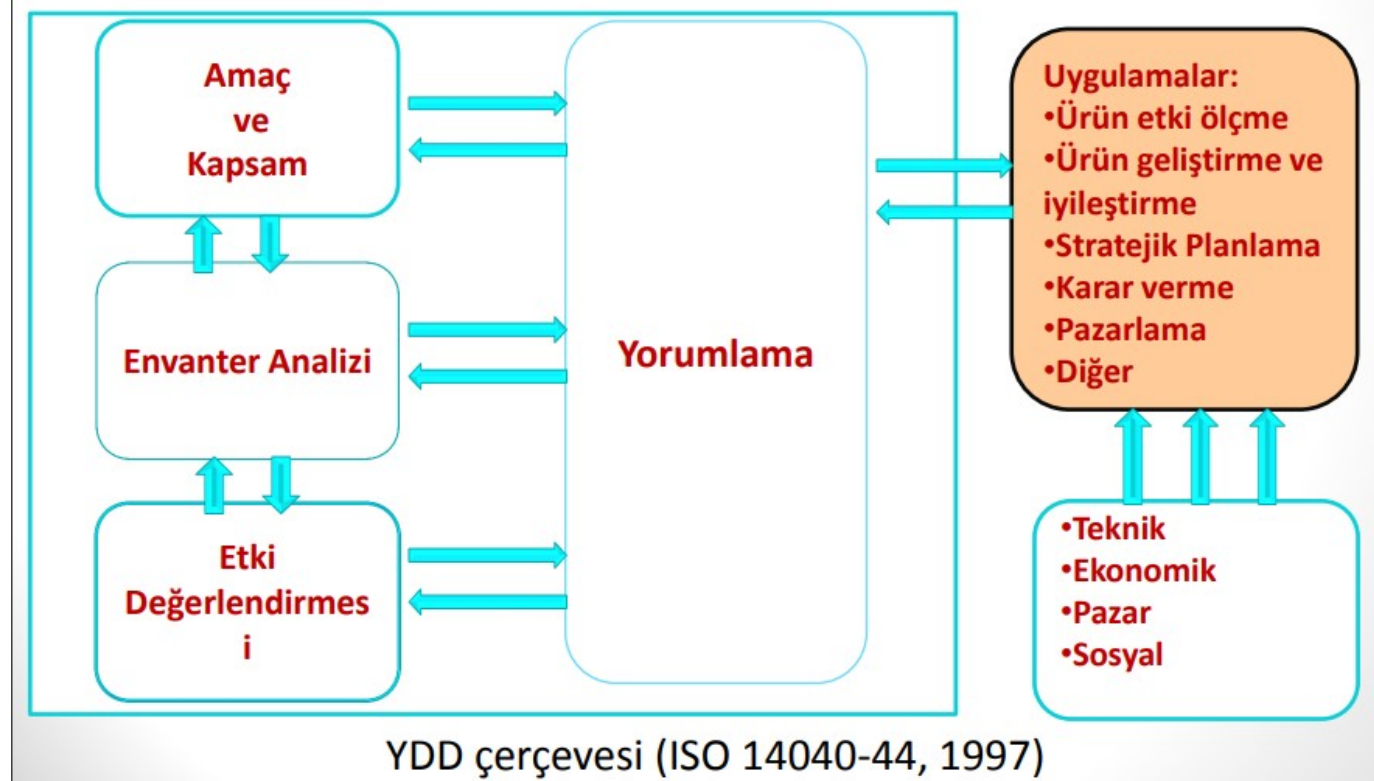 Amaç
ve
Kapsam
Envanter Analizi
Etki
Değerlendirmes
i
Yorumlama
Uygulamalar:
•Ürün etki ölçme
•Ürün geliştirme ve
iyileştirme
•Stratejik Planlama
•Karar verme
•Pazarlama
•Diğer
•Teknik
•Ekonomik
•Pazar
•Sosyal
YDD çerçevesi (ISO 14040-44, 1997)